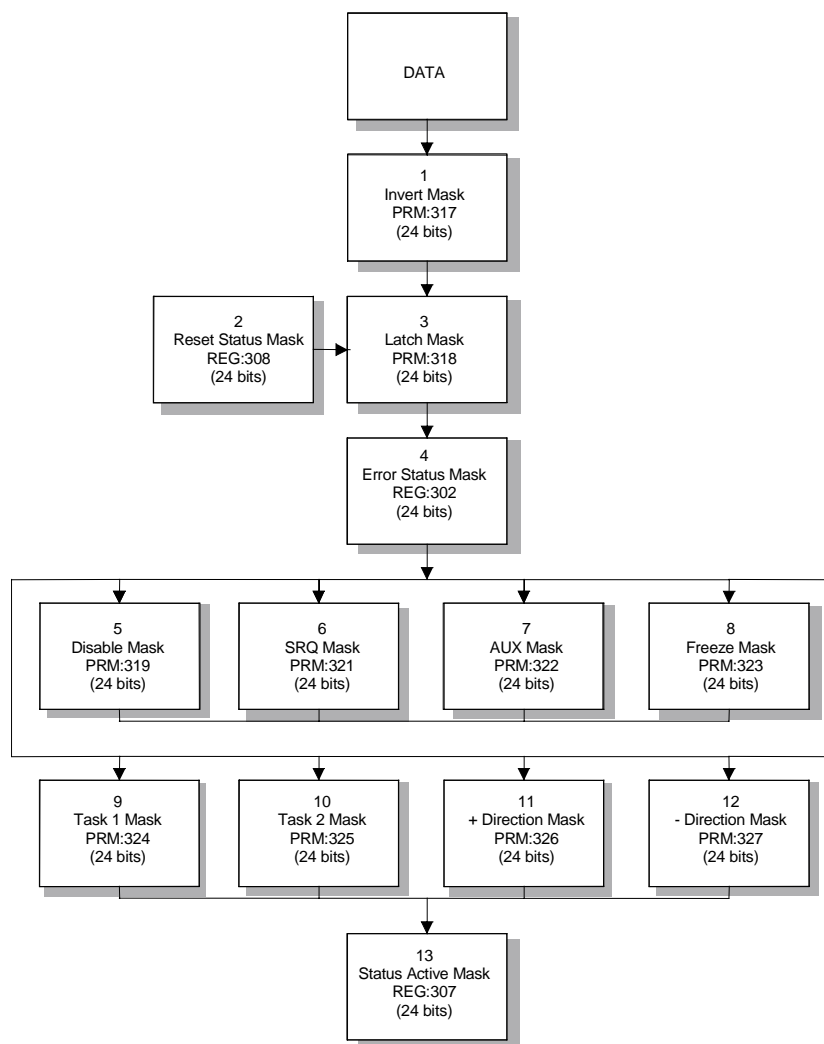 DATA
1
Invert Mask
PRM:317
(24 bits)
2
Reset Status Mask
REG:308
(24 bits)
3
Latch Mask
PRM:318
(24 bits)
4
Error Status Mask
REG:302
(24 bits)
5
Disable Mask
PRM:319
(24 bits)
6
SRQ Mask
PRM:321
(24 bits)
7
AUX Mask
PRM:322
(24 bits)
8
Freeze Mask
PRM:323
(24 bits)
9
Task 1 Mask
PRM:324
(24 bits)
10
Task 2 Mask
PRM:325
(24 bits)
11
+ Direction Mask
PRM:326
(24 bits)
12
- Direction Mask
PRM:327
(24 bits)
13
Status Active Mask
REG:307
(24 bits)